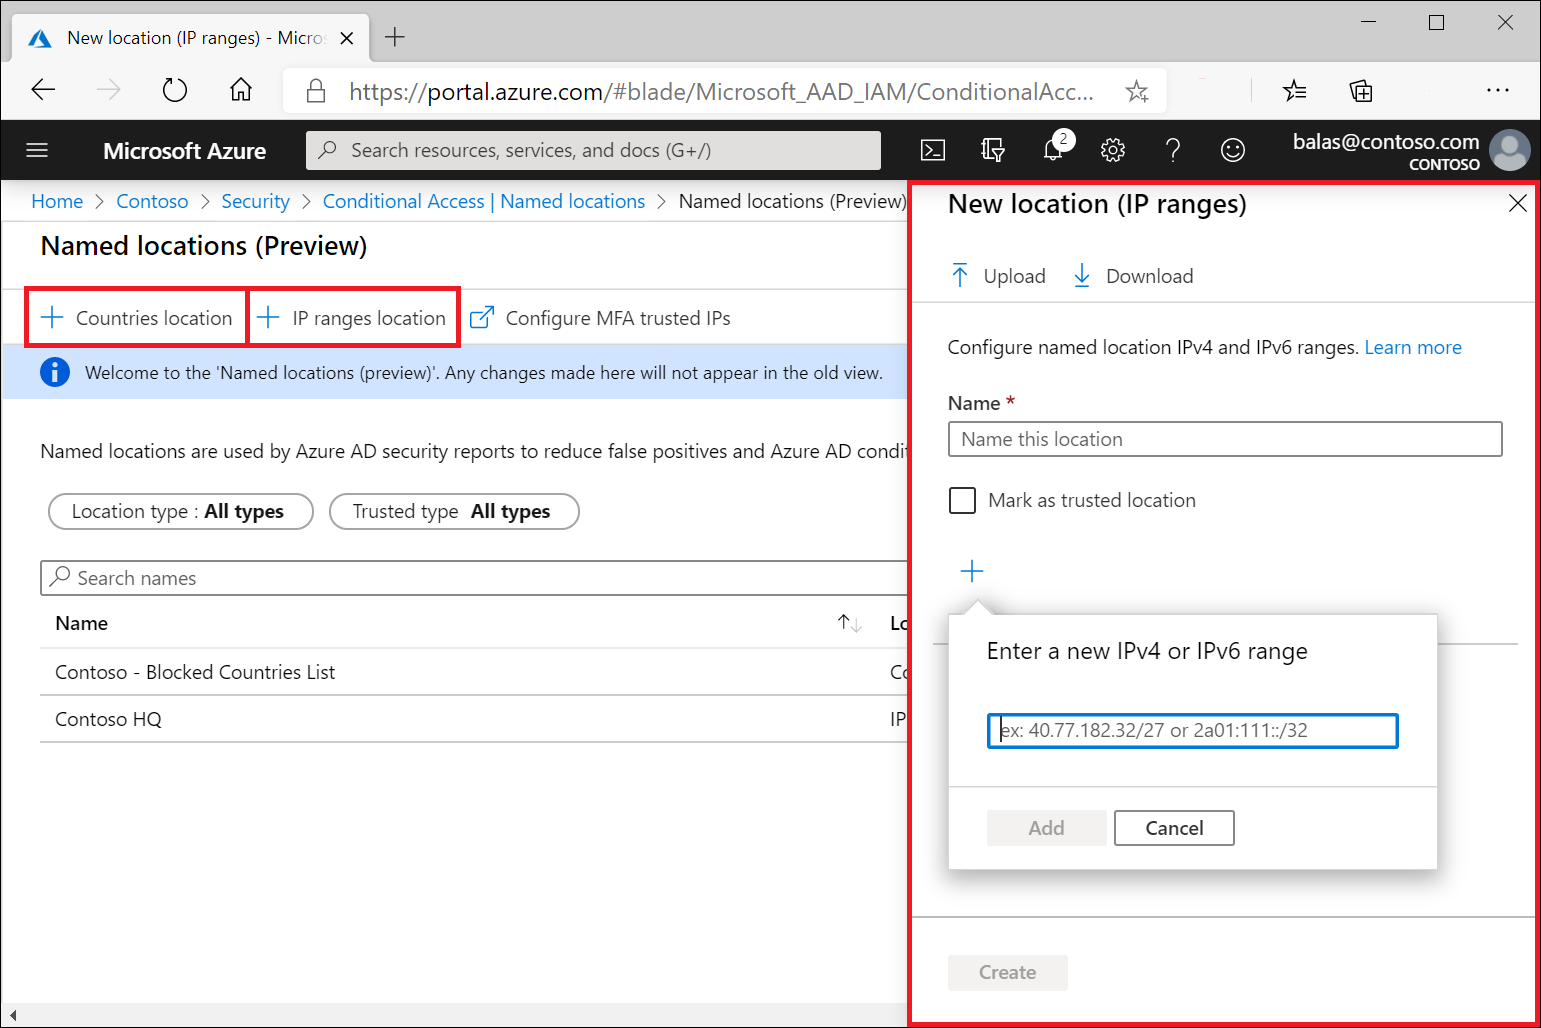 New location (IP ranges) - Micro
https://portal.azure.com/#blade/Microsoft_AAD_IAM/ConditionalAcc...
Microsoft Azure
Search resources, services, and docs (G+/)
2
balas@contoso.com
CONTOSO
Home > Contoso > Security > Conditional Access | Named locations > Named locations (Preview)
Named locations (Preview)
Countries location
IP ranges location
Configure MFA trusted IPs
Welcome to the 'Named locations (preview)'. Any changes made here will not appear in the old view.
Named locations are used by Azure AD security reports to reduce false positives and Azure AD condit
Location type : All types
Trusted type All types
Search names
Name
Lo
Contoso - Blocked Countries List
Co
Contoso HQ
IP
New location (IP ranges)
Upload
Download
Configure named location IPv4 and IPv6 ranges. Learn more
Name *
Name this location
Mark as trusted location
Enter a new IPv4 or IPv6 range
ex: 40.77.182.32/27 or 2a01:111::/32
Add
Cancel
Create